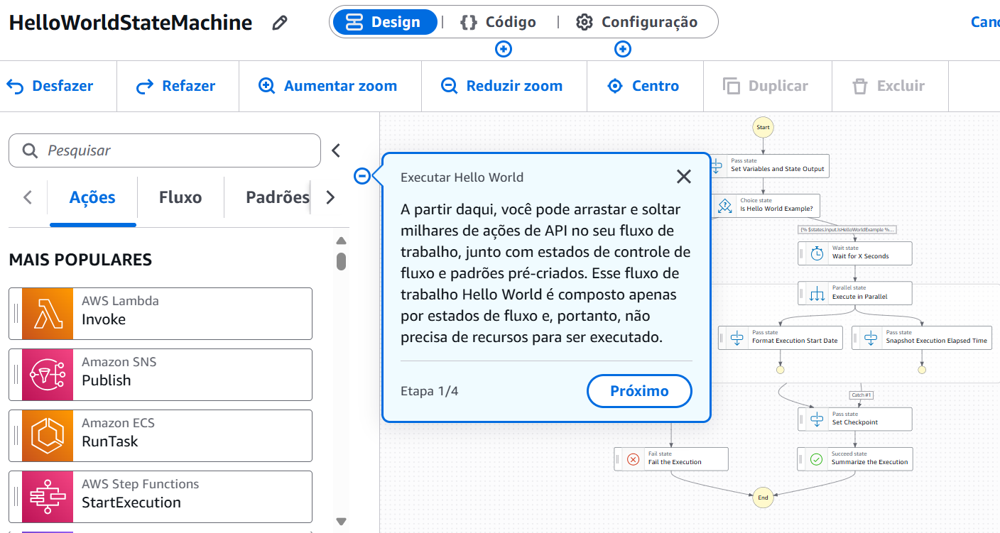 HelloWorldStateMachine
Design
Código
Configuração
Canc
Desfazer
Refazer
Aumentar zoom
Reduzir zoom
Centro
Duplicar
Excluir
Pesquisar
Ações
Fluxo
Padrões
MAIS POPULARES
AWS Lambda
Invoke
Amazon SNS
Publish
Amazon ECS
RunTask
AWS Step Functions
StartExecution
Executar Hello World
A partir daqui, você pode arrastar e soltar
milhares de ações de API no seu fluxo de
trabalho, junto com estados de controle de
fluxo e padrões pré-criados. Esse fluxo de
trabalho Hello World é composto apenas
por estados de fluxo e, portanto, não
precisa de recursos para ser executado.
Etapa 1/4
Próximo
Start
Pass state
Set Variables and State Output
Choice state
Is Hello World Example?
{% $states.input.IsHelloWorldExample %...
Wait state
Wait for X Seconds
Parallel state
Execute in Parallel
Pass state
Format Execution Start Date
Pass state
Snapshot Execution Elapsed Time
Catch #1
Pass state
Set Checkpoint
Fail state
Fail the Execution
Succeed state
Summarize the Execution
End